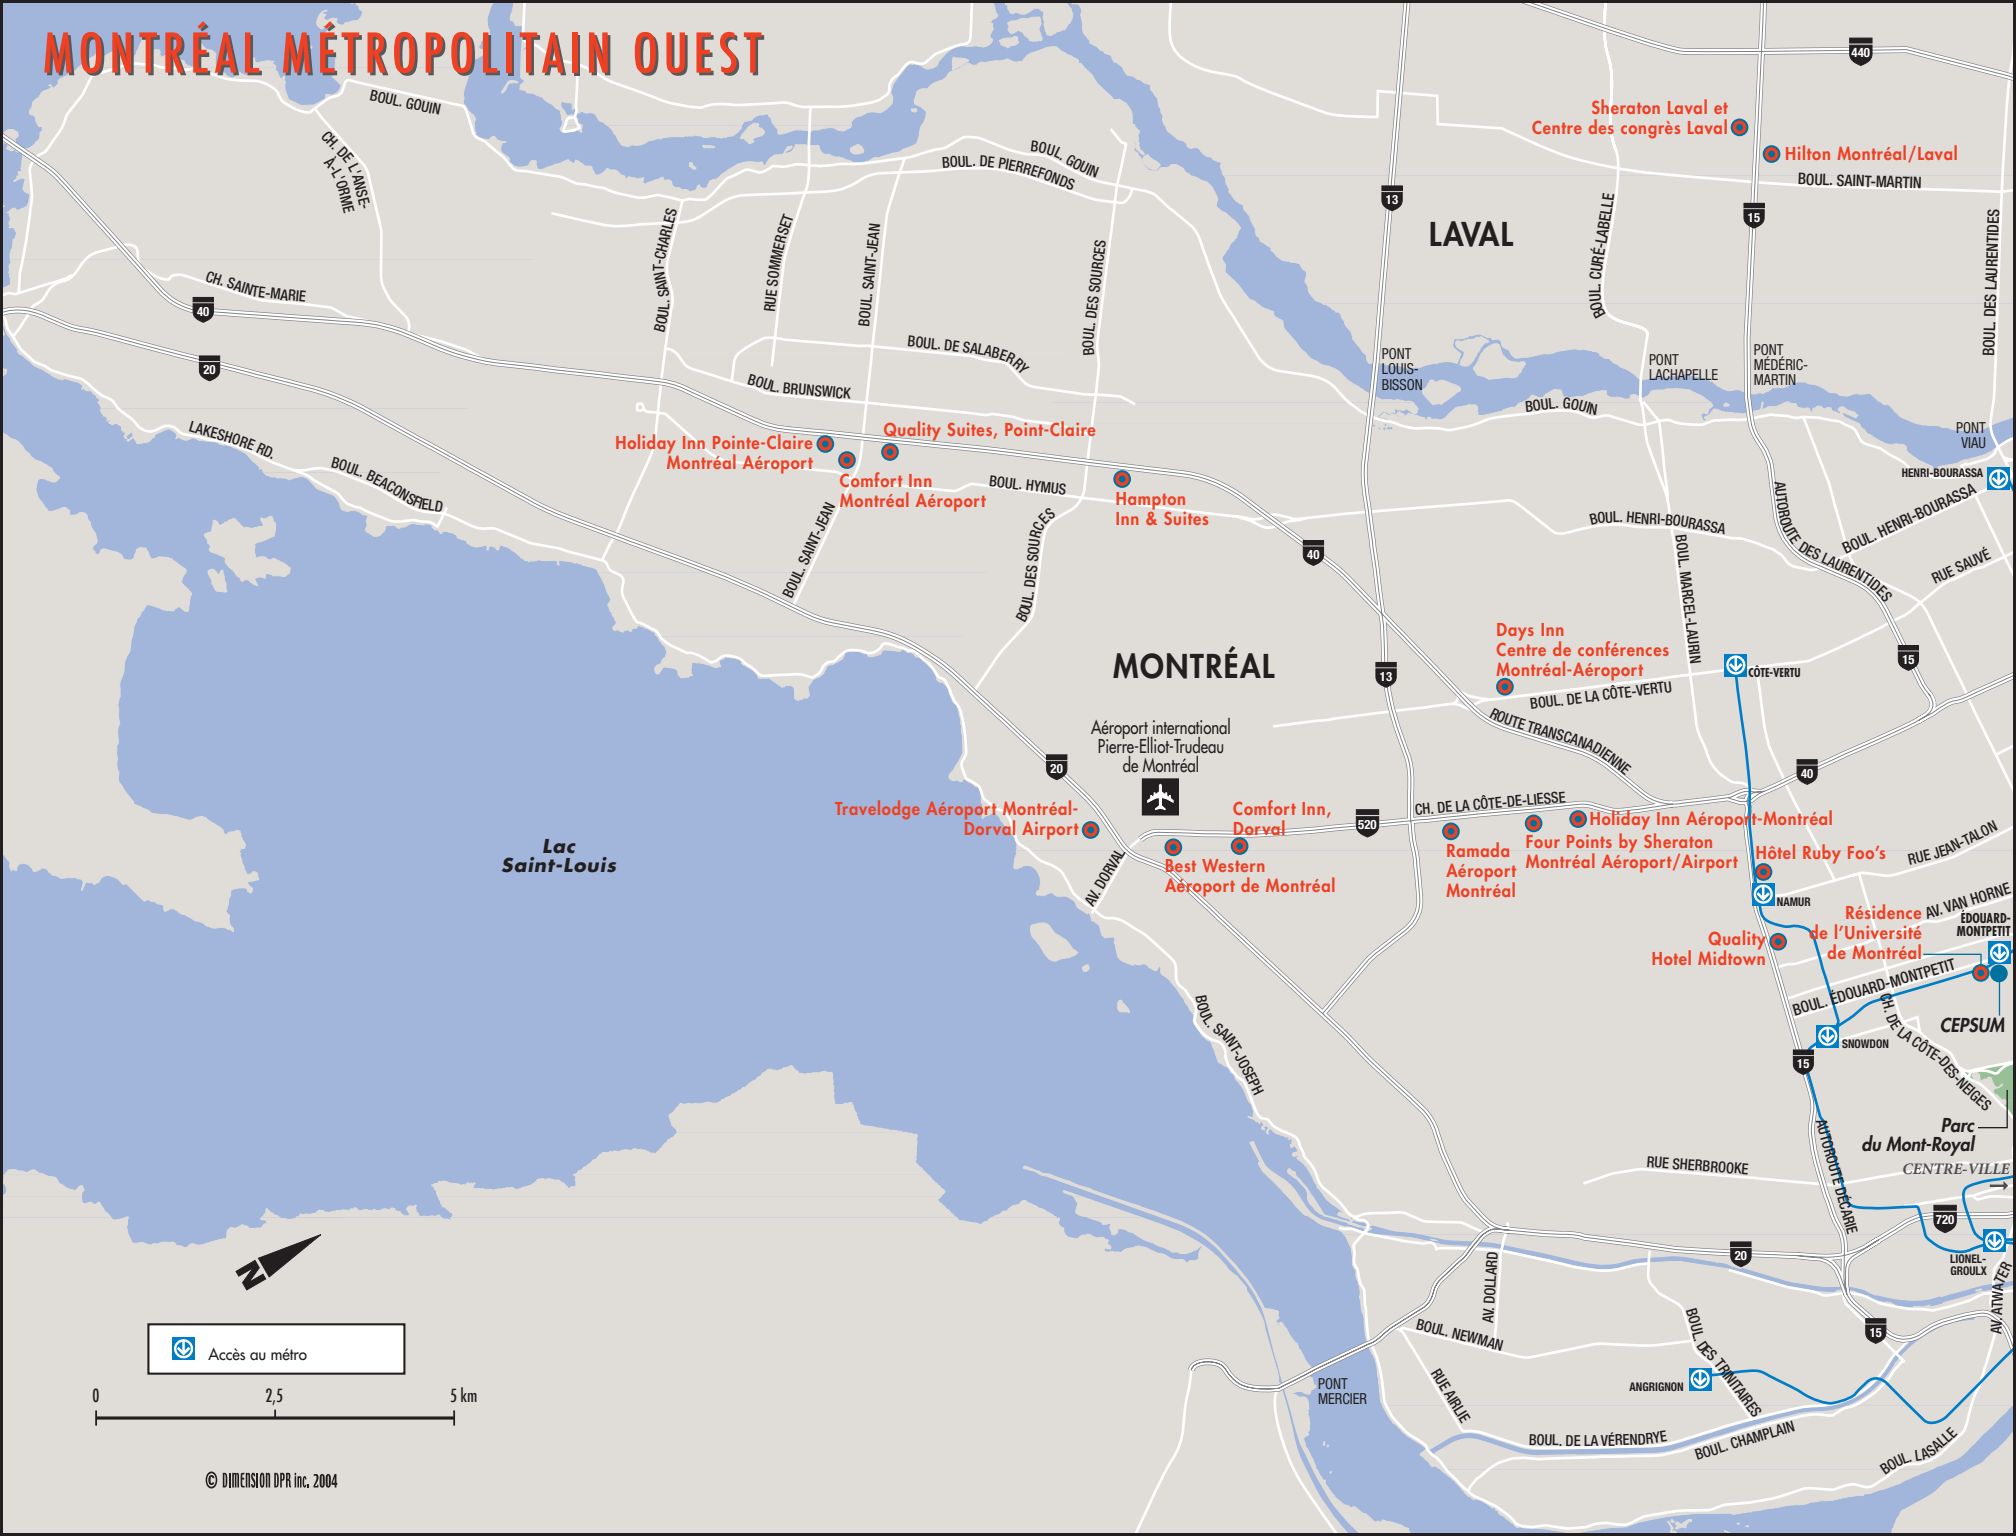 MONTRÉAL MÉTROPOLITAIN OUEST
BOUL. GOUIN
CH. DE L'ANSE-
À-L'ORME
BOUL. GOUIN
BOUL. DE PIERREFONDS
440
Sheraton Laval et
Centre des congrès Laval
Hilton Montréal/Laval
BOUL. SAINT-MARTIN
13
15
LAVAL
BOUL. CURÉ-LABELLE
BOUL. DES LAURENTIDES
BOUL. SAINT-CHARLES
RUE SOMMERSET
BOUL. SAINT-JEAN
BOUL. DES SOURCES
CH. SAINTE-MARIE
40
20
BOUL. DE SALABERRY
BOUL. BRUNSWICK
PONT
LOUIS-
BISSON
PONT
LACHAPELLE
PONT
MÉDÉRIC-
MARTIN
BOUL. GOUIN
PONT
VIAU
LAKESHORE RD.
BOUL. BEACONSFIELD
Holiday Inn Pointe-Claire
Montréal Aéroport
Quality Suites, Point-Claire
Comfort Inn
Montréal Aéroport
BOUL. HYMUS
Hampton
Inn & Suites
HENRI-BOURASSA
BOUL. HENRI-BOURASSA
BOUL. HENRI-BOURASSA
AUTOROUTE DES LAURENTIDES
RUE SAUVÉ
BOUL. MARCEL-LAURIN
BOUL. SAINT-JEAN
BOUL. DES SOURCES
40
Days Inn
Centre de conférences
Montréal-Aéroport
MONTRÉAL
13
15
CÔTE-VERTU
BOUL. DE LA CÔTE-VERTU
ROUTE TRANSCANADIENNE
Aéroport international
Pierre-Elliot-Trudeau
de Montréal
20
40
Travelodge Aéroport Montréal-
Dorval Airport
Comfort Inn,
Dorval
520
CH. DE LA CÔTE-DE-LIESSE
Holiday Inn Aéroport-Montréal
Ramada
Aéroport
Montréal
Four Points by Sheraton
Montréal Aéroport/Airport
Hôtel Ruby Foo's
RUE JEAN-TALON
Best Western
Aéroport de Montréal
AV. DORVAL
Lac
Saint-Louis
NAMUR
AV. VAN HORNE
Résidence
de l'Université
de Montréal
ÉDOUARD-
MONTPETIT
Quality
Hotel Midtown
BOUL. ÉDOUARD-MONTPETIT
CH. DE LA CÔTE-DES-NEIGES
CEPSUM
SNOWDON
15
BOUL. SAINT-JOSEPH
Parc
du Mont-Royal
CENTRE-VILLE
RUE SHERBROOKE
AUTOROUTE DÉCARIE
720
20
LIONEL-
GROULX
AV. ATWATER
N
AV. DOLLARD
BOUL. NEWMAN
15
BOUL. DES TRINITAIRES
ANGRIGNON
RUE AIRLIE
PONT
MERCIER
BOUL. DE LA VÉRENDRYE
BOUL. CHAMPLAIN
BOUL. LASALLE
Accès au métro
0 2,5 5 km
© DIMENSION DPR inc. 2004